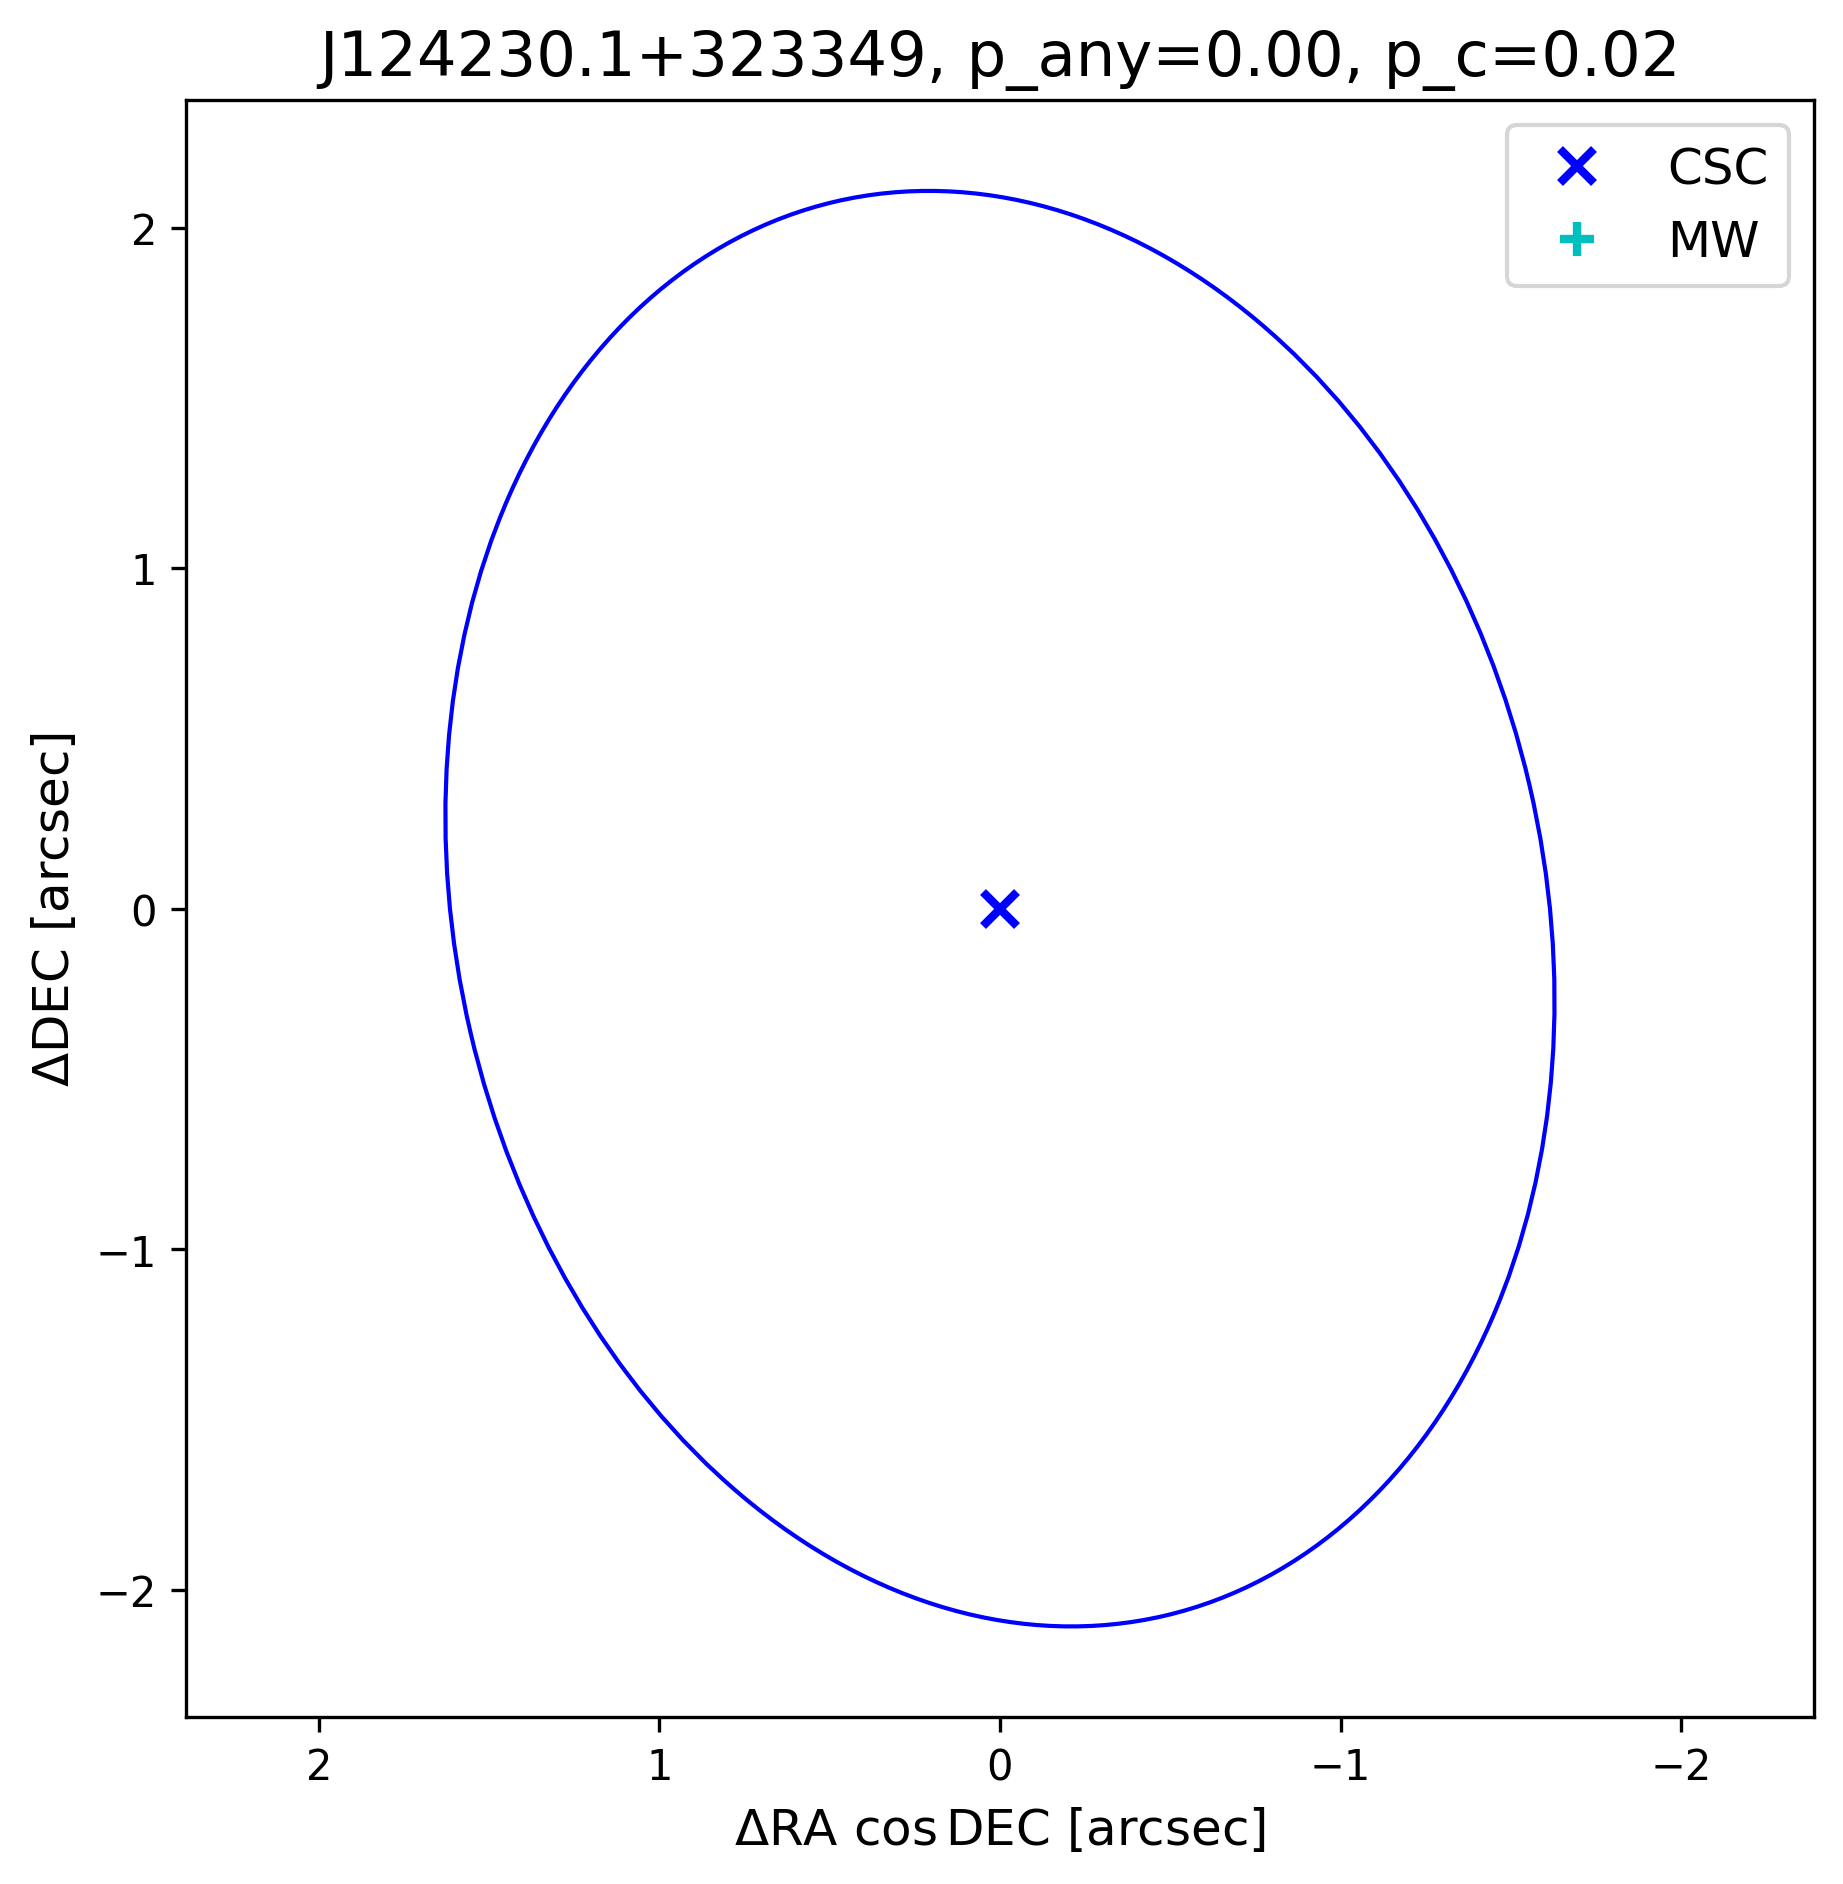 J124230.1+323349, p_any=0.00, p_c=0.02
CSC
MW
2
1
0
−1
−2
ΔDEC [arcsec]
2
1
0
−1
−2
ΔRA cos DEC [arcsec]